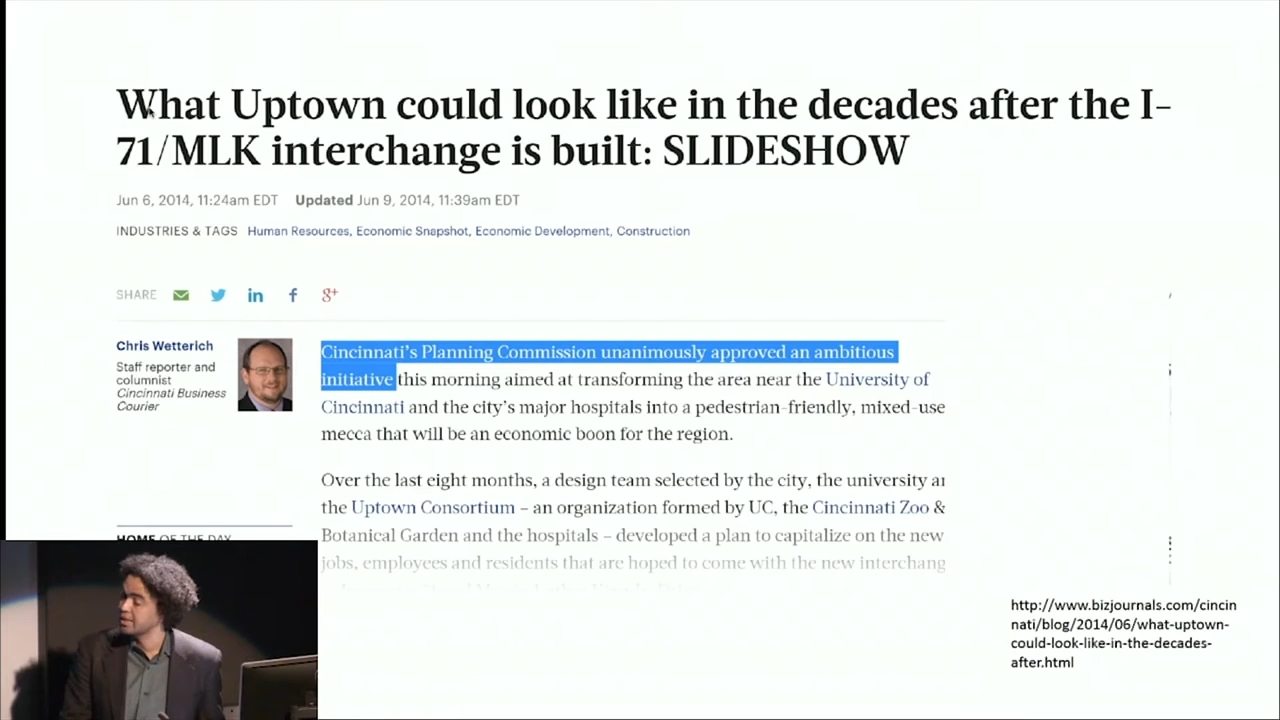 What Uptown could look like in the decades after the I-
71/MLK interchange is built: SLIDESHOW
Jun 6, 2014, 11:24am EDT Updated Jun 9, 2014, 11:39am EDT
INDUSTRIES & TAGS Human Resources, Economic Snapshot, Economic Development, Construction
SHARE
Chris Wetterich
Staff reporter and
columnist
Cincinnati Business
Courier
Cincinnati's Planning Commission unanimously approved an ambitious
initiative this morning aimed at transforming the area near the University of
Cincinnati and the city's major hospitals into a pedestrian-friendly, mixed-use
mecca that will be an economic boon for the region.
Over the last eight months, a design team selected by the city, the university ar
the Uptown Consortium – an organization formed by UC, the Cincinnati Zoo &
Botanical Garden and the hospitals – developed a plan to capitalize on the new
jobs, employees and residents that are hoped to come with the new interchang
HOME OF THE DAY
http://www.bizjournals.com/cincin
nati/blog/2014/06/what-uptown-
could-look-like-in-the-decades-
after.html